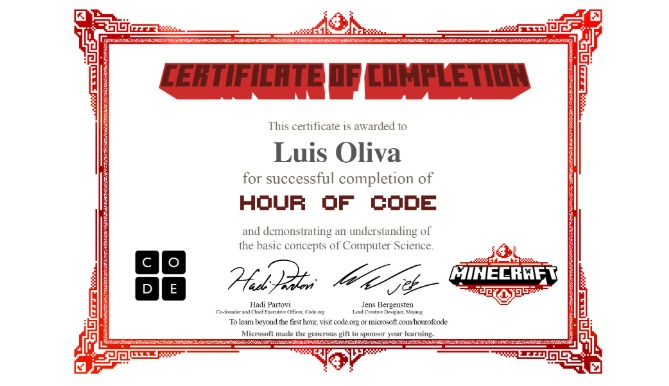 CERTIFICATE OF COMPLETION
This certificate is awarded to
Luis Oliva
for successful completion of
HOUR OF CODE
and demonstrating an understanding of
the basic concepts of Computer Science.
C O
D E
Hadi Partovi
Jeb
MINECRAFT
Hadi Partovi
Co-founder and Chief Executive Officer, Code.org
Jens Bergensten
Lead Creative Designer, Mojang
To learn beyond the first hour, visit code.org or microsoft.com/hourofcode
Microsoft made the generous gift to sponsor your learning.